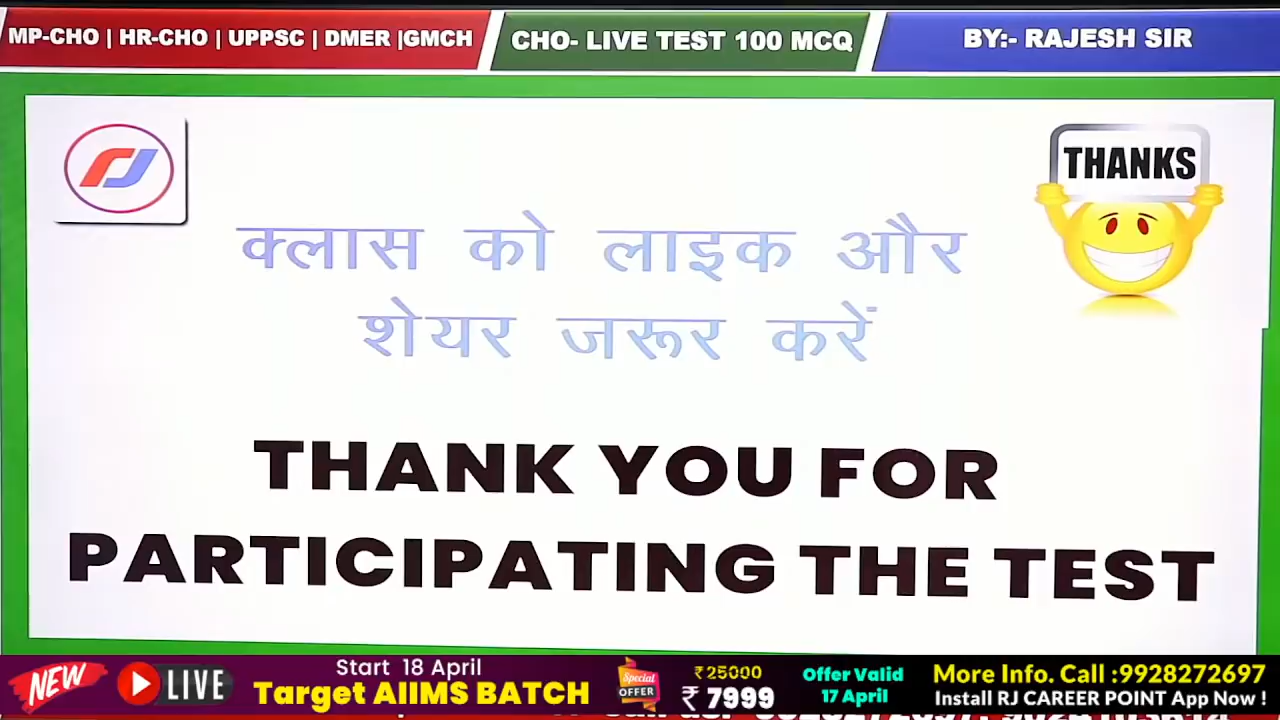 MP-CHO | HR-CHO | UPPSC | DMER |GMCH
CHO- LIVE TEST 100 MCQ
BY:- RAJESH SIR
THANKS
क्लास को लाइक और
शेयर जरूर करें
THANK YOU FOR
PARTICIPATING THE TEST
NEW
LIVE
Start 18 April
Target AIIMS BATCH
Special
OFFER
₹25000
₹7999
Offer Valid
17 April
More Info. Call :9928272697
Install RJ CAREER POINT App Now !